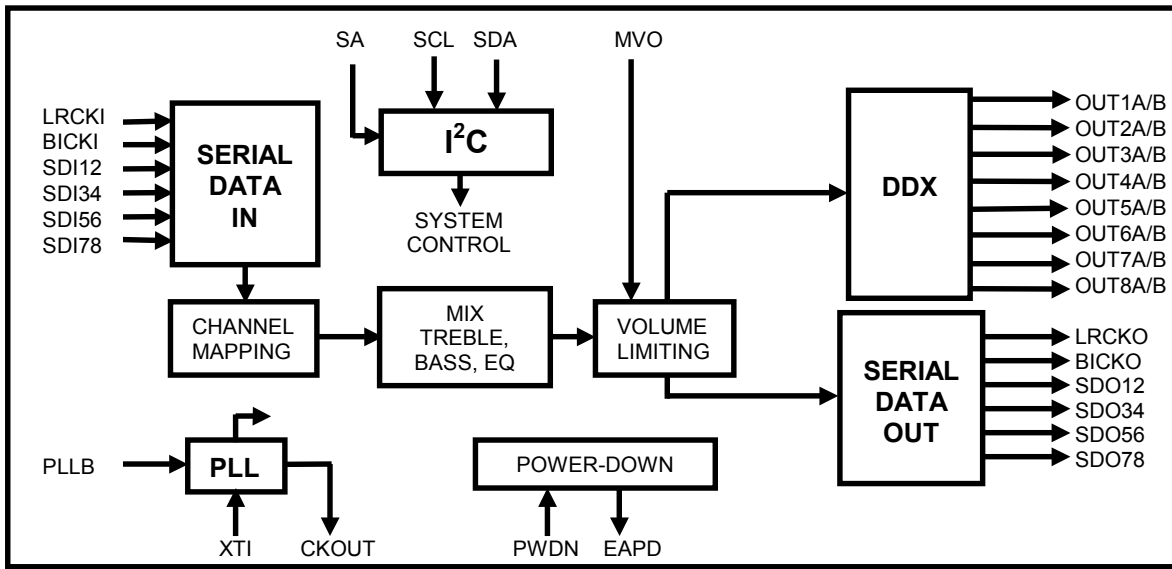 SA
SCL
SDA
MVO
LRCKI
BICKI
SDI12
SDI34
SDI56
SDI78
SERIAL
DATA
IN
I²C
SYSTEM
CONTROL
DDX
OUT1A/B
OUT2A/B
OUT3A/B
OUT4A/B
OUT5A/B
OUT6A/B
OUT7A/B
OUT8A/B
CHANNEL
MAPPING
MIX
TREBLE,
BASS, EQ
VOLUME
LIMITING
SERIAL
DATA
OUT
LRCKO
BICKO
SDO12
SDO34
SDO56
SDO78
PLLB
PLL
XTI
CKOUT
POWER-DOWN
PWDN
EAPD